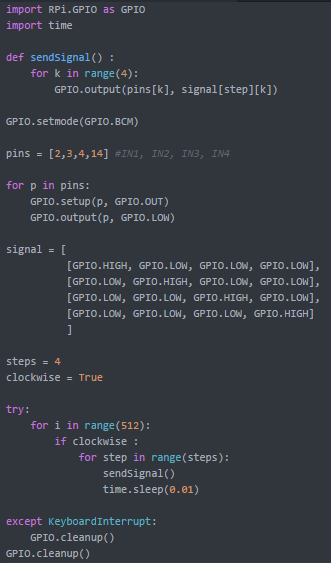 import RPi.GPIO as GPIO
import time

def sendSignal() :
    for k in range(4):
        GPIO.output(pins[k], signal[step][k])

GPIO.setmode(GPIO.BCM)

pins = [2,3,4,14] #IN1, IN2, IN3, IN4

for p in pins:
    GPIO.setup(p, GPIO.OUT)
    GPIO.output(p, GPIO.LOW)

signal = [
          [GPIO.HIGH, GPIO.LOW, GPIO.LOW, GPIO.LOW],
          [GPIO.LOW, GPIO.HIGH, GPIO.LOW, GPIO.LOW],
          [GPIO.LOW, GPIO.LOW, GPIO.HIGH, GPIO.LOW],
          [GPIO.LOW, GPIO.LOW, GPIO.LOW, GPIO.HIGH]
          ]

steps = 4
clockwise = True

try:
    for i in range(512):
        if clockwise :
            for step in range(steps):
                sendSignal()
                time.sleep(0.01)

except KeyboardInterrupt:
    GPIO.cleanup()
GPIO.cleanup()